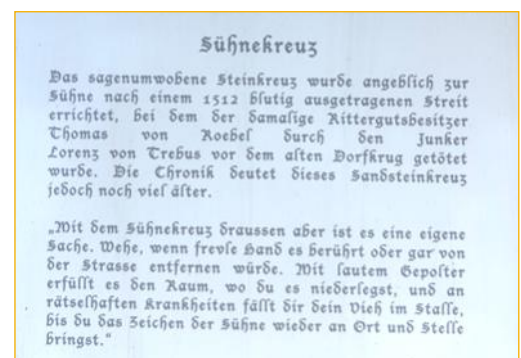 Sühnekreuz
Das sagenumwobene Steinkreuz wurde angeblich zur
Sühne nach einem 1512 blutig ausgetragenen Streit
errichtet, bei dem der damalige Rittergutsbesitzer
Thomas von Roebel durch den Junker
Lorenz von Trebus vor dem alten Dorfkrug getötet
wurde. Die Chronik deutet dieses Sandsteinkreuz
jedoch noch viel älter.
„Mit dem Sühnekreuz draussen aber ist es eine eigene
Sache. Wehe, wenn frevle Hand es berührt oder gar von
der Strasse entfernen würde. Mit lautem Gepolter
erfüllt es den Raum, wo du es niederlegst, und an
rätselhaften Krankheiten fällt dir dein Vieh im Stalle,
bis du das Zeichen der Sühne wieder an Ort und Stelle
bringst.“